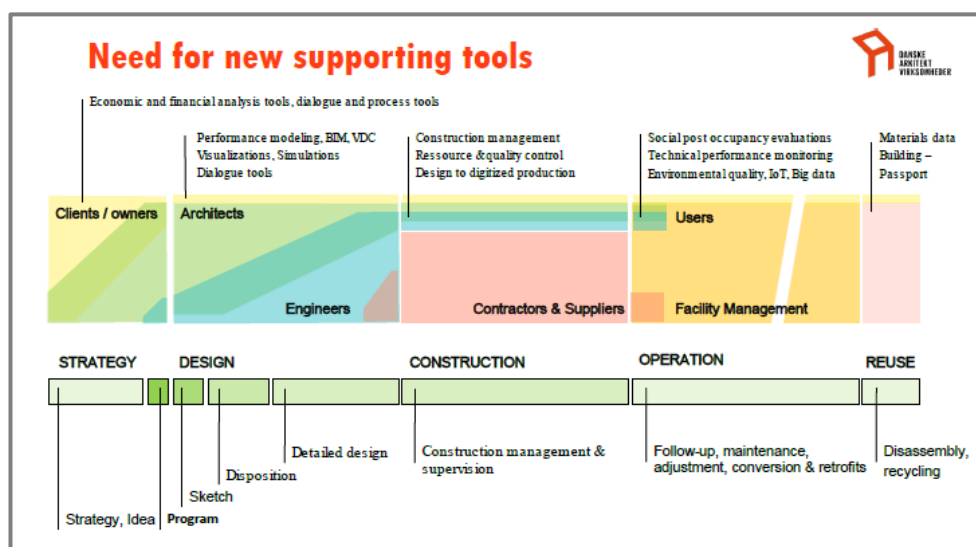 Need for new supporting tools
DANSKE
ARKITEKT
VIRKSOMHEDER
Economic and financial analysis tools, dialogue and process tools
Performance modeling, BIM, VDC
Visualizations, Simulations
Dialogue tools
Construction management
Ressource & quality control
Design to digitized production
Social post occupancy evaluations
Technical performance monitoring
Environmental quality, IoT, Big data
Materials data
Building –
Passport
Clients / owners
Architects
Users
Engineers
Contractors & Suppliers
Facility Management
STRATEGY
DESIGN
CONSTRUCTION
OPERATION
REUSE
Detailed design
Construction management &
supervision
Follow-up, maintenance,
adjustment, conversion & retrofits
Disassembly,
recycling
Disposition
Sketch
Strategy, Idea
Program